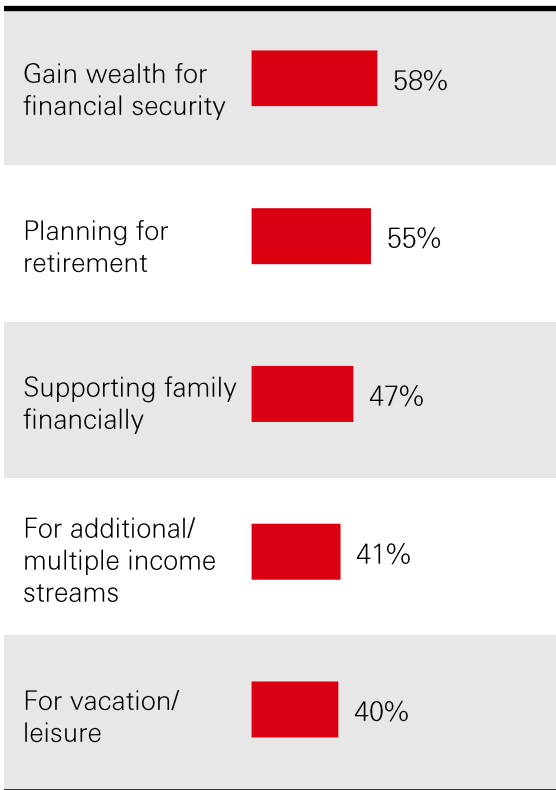 Gain wealth for
financial security
58%
Planning for
retirement
55%
Supporting family
financially
47%
For additional/
multiple income
streams
41%
For vacation/
leisure
40%